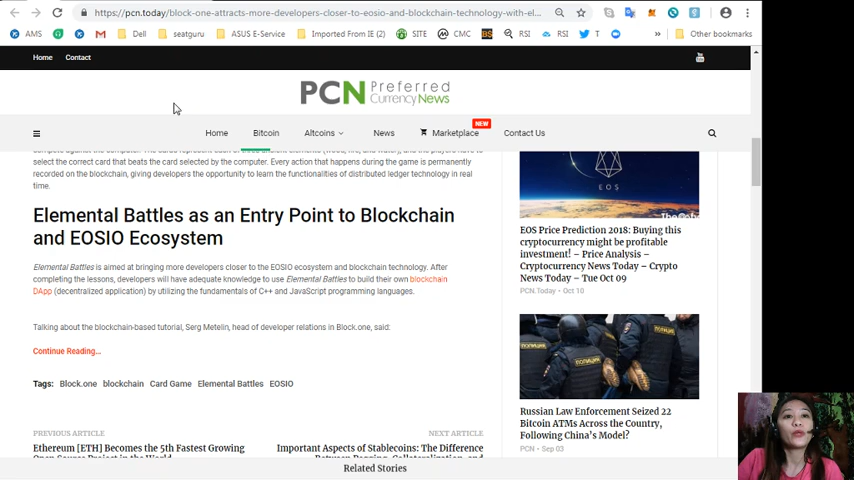 https://pcn.today/block-one-attracts-more-developers-closer-to-eosio-and-blockchain-technology-with-el...
AMS
Dell
seatguru
ASUS E-Service
Imported From IE (2)
SITE
CMC
RSI
RSI
T
»
Other bookmarks
Home
Contact
PCN Preferred Currency News
NEW
Home
Bitcoin
Altcoins
News
Marketplace
Contact Us
select the correct card that beats the card selected by the computer. Every action that happens during the game is permanently
recorded on the blockchain, giving developers the opportunity to learn the functionalities of distributed ledger technology in real
time.
Elemental Battles as an Entry Point to Blockchain
and EOSIO Ecosystem
Elemental Battles is aimed at bringing more developers closer to the EOSIO ecosystem and blockchain technology. After
completing the lessons, developers will have adequate knowledge to use Elemental Battles to build their own blockchain
DApp (decentralized application) by utilizing the fundamentals of C++ and JavaScript programming languages.
Talking about the blockchain-based tutorial, Serg Metelin, head of developer relations in Block.one, said:
Continue Reading...
Tags: Block.one blockchain Card Game Elemental Battles EOSIO
PREVIOUS ARTICLE
Ethereum [ETH] Becomes the 5th Fastest Growing
NEXT ARTICLE
Important Aspects of Stablecoins: The Difference
EOS
EOS Price Prediction 2018: Buying this
cryptocurrency might be profitable
investment! – Price Analysis –
Cryptocurrency News Today – Crypto
News Today – Tue Oct 09
PCN.Today - Oct 10
ПОЛИЦИЯ
Russian Law Enforcement Seized 22
Bitcoin ATMs Across the Country,
Following China's Model?
PCN - Sep 03
Related Stories